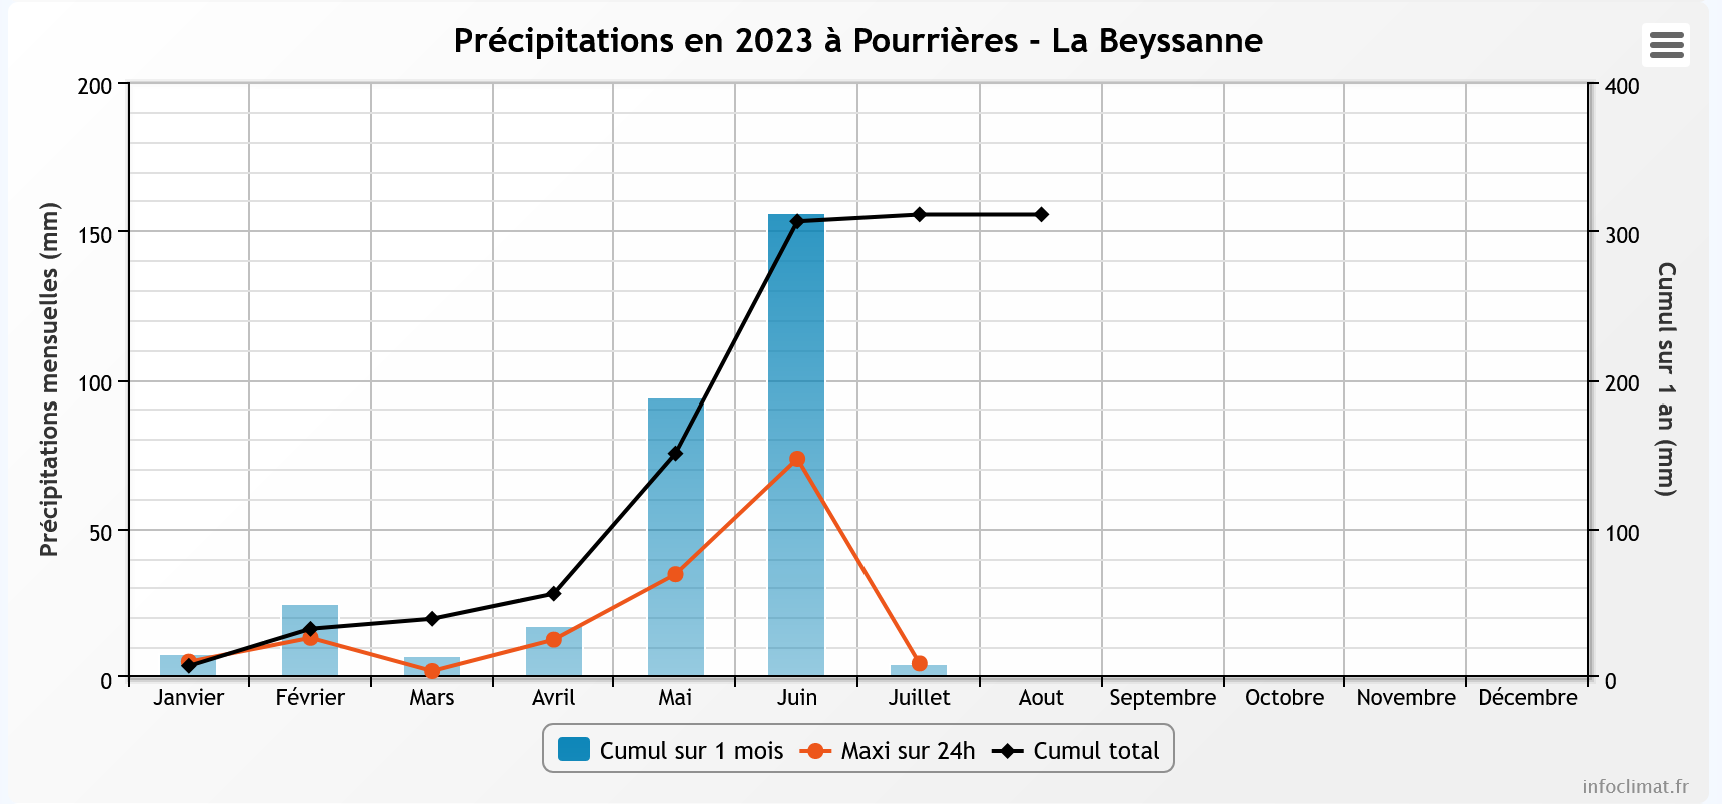 Précipitations en 2023 à Pourrières - La Beyssanne
200
150
100
50
0
Précipitations mensuelles (mm)
400
300
200
100
0
Cumul sur 1 an (mm)
Janvier Février Mars Avril Mai Juin Juillet Aout Septembre Octobre Novembre Décembre
Cumul sur 1 mois Maxi sur 24h Cumul total
infoclimat.fr